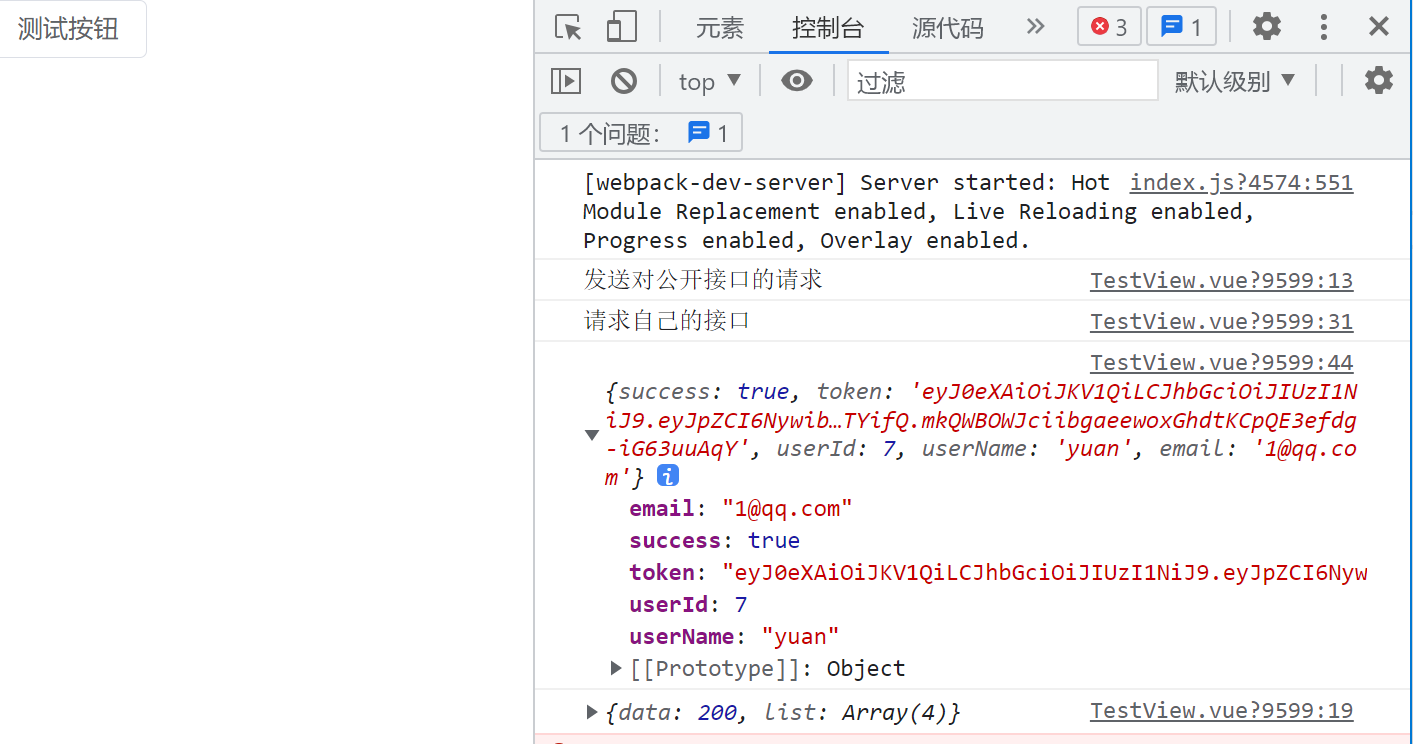 测试按钮
元素 控制台 源代码 3 1
top 过滤 默认级别
1 个问题: 1
[webpack-dev-server] Server started: Hot index.js?4574:551
Module Replacement enabled, Live Reloading enabled,
Progress enabled, Overlay enabled.
发送对公开接口的请求 TestView.vue?9599:13
请求自己的接口 TestView.vue?9599:31
TestView.vue?9599:44
{success: true, token: 'eyJ0eXAiOiJKV1QiLCJhbGciOiJIUzI1N
iJ9.eyJpZCI6Nywib…TYifQ.mkQWBOWJciibgaeewoxGhdtKCpQE3efdg
-iG63uuAqY', userId: 7, userName: 'yuan', email: '1@qq.co
m'}
email: "1@qq.com"
success: true
token: "eyJ0eXAiOiJKV1QiLCJhbGciOiJIUzI1NiJ9.eyJpZCI6Nyw
userId: 7
userName: "yuan"
[[Prototype]]: Object
{data: 200, list: Array(4)} TestView.vue?9599:19